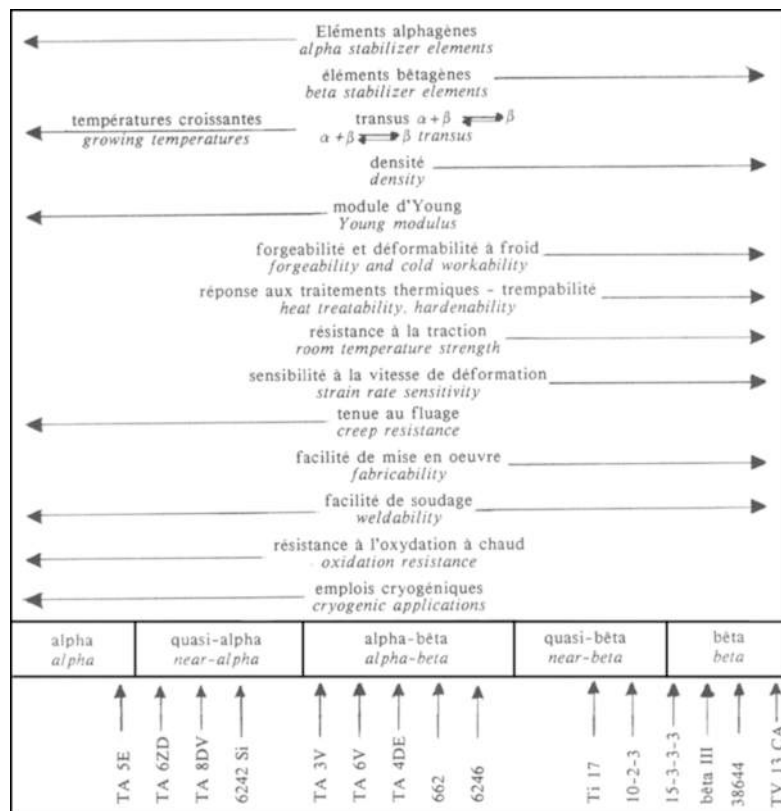 Eléments alphagènes
alpha stabilizer elements
éléments bêtagènes
beta stabilizer elements
températures croissantes
growing temperatures
transus α+β ⇌ β
α+β ⇌ β transus
densité
density
module d'Young
Young modulus
forgeabilité et déformabilité à froid
forgeability and cold workability
réponse aux traitements thermiques - trempabilité
heat treatability, hardenability
résistance à la traction
room temperature strength
sensibilité à la vitesse de déformation
strain rate sensitivity
tenue au fluage
creep resistance
facilité de mise en oeuvre
fabricability
facilité de soudage
weldability
résistance à l'oxydation à chaud
oxidation resistance
emplois cryogéniques
cryogenic applications
alpha
alpha
quasi-alpha
near-alpha
alpha-bêta
alpha-beta
quasi-bêta
near-beta
bêta
beta
TA 5E
TA 6ZD
TA 8DV
6242 Si
TA 3V
TA 6V
TA 4DE
662
6246
Ti 17
10-2-3
15-3-3-3
bêta III
38644
TV 13 CA